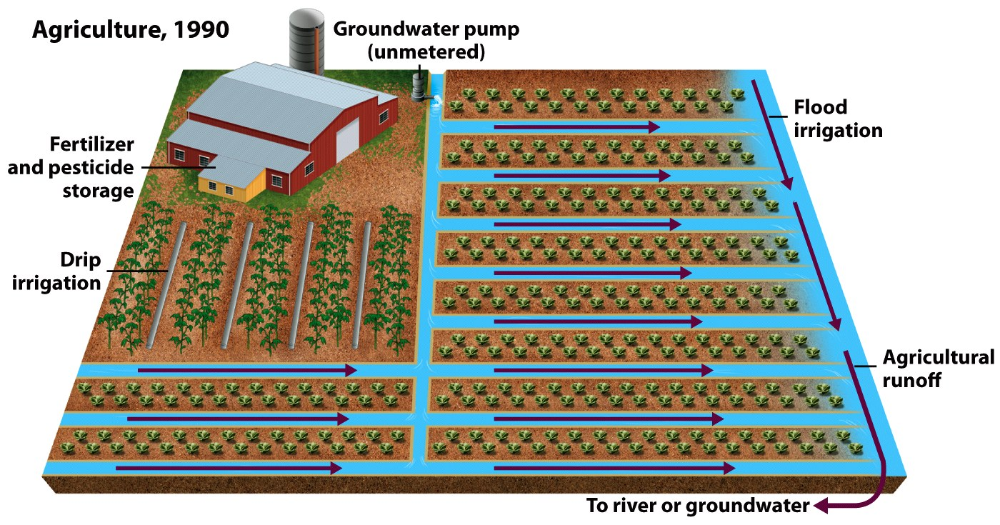 Agriculture, 1990
Groundwater pump
(unmetered)
Flood
irrigation
Fertilizer
and pesticide
storage
Drip
irrigation
Agricultural
runoff
To river or groundwater